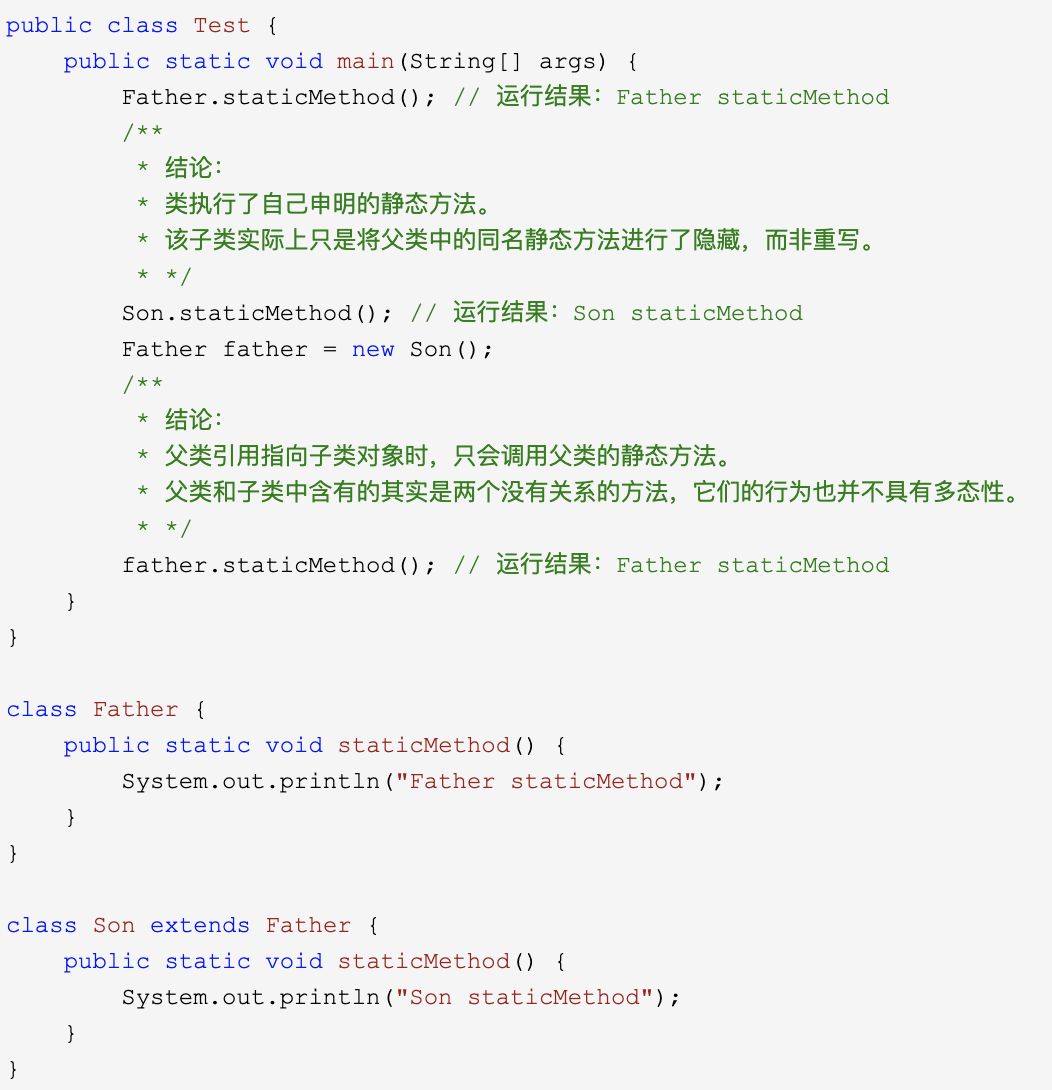 public class Test {
    public static void main(String[] args) {
        Father.staticMethod(); // 运行结果：Father staticMethod
        /**
         * 结论：
         * 类执行了自己申明的静态方法。
         * 该子类实际上只是将父类中的同名静态方法进行了隐藏，而非重写。
         * */
        Son.staticMethod(); // 运行结果：Son staticMethod
        Father father = new Son();
        /**
         * 结论：
         * 父类引用指向子类对象时，只会调用父类的静态方法。
         * 父类和子类中含有的其实是两个没有关系的方法，它们的行为也并不具有多态性。
         * */
        father.staticMethod(); // 运行结果：Father staticMethod
    }
}

class Father {
    public static void staticMethod() {
        System.out.println("Father staticMethod");
    }
}

class Son extends Father {
    public static void staticMethod() {
        System.out.println("Son staticMethod");
    }
}